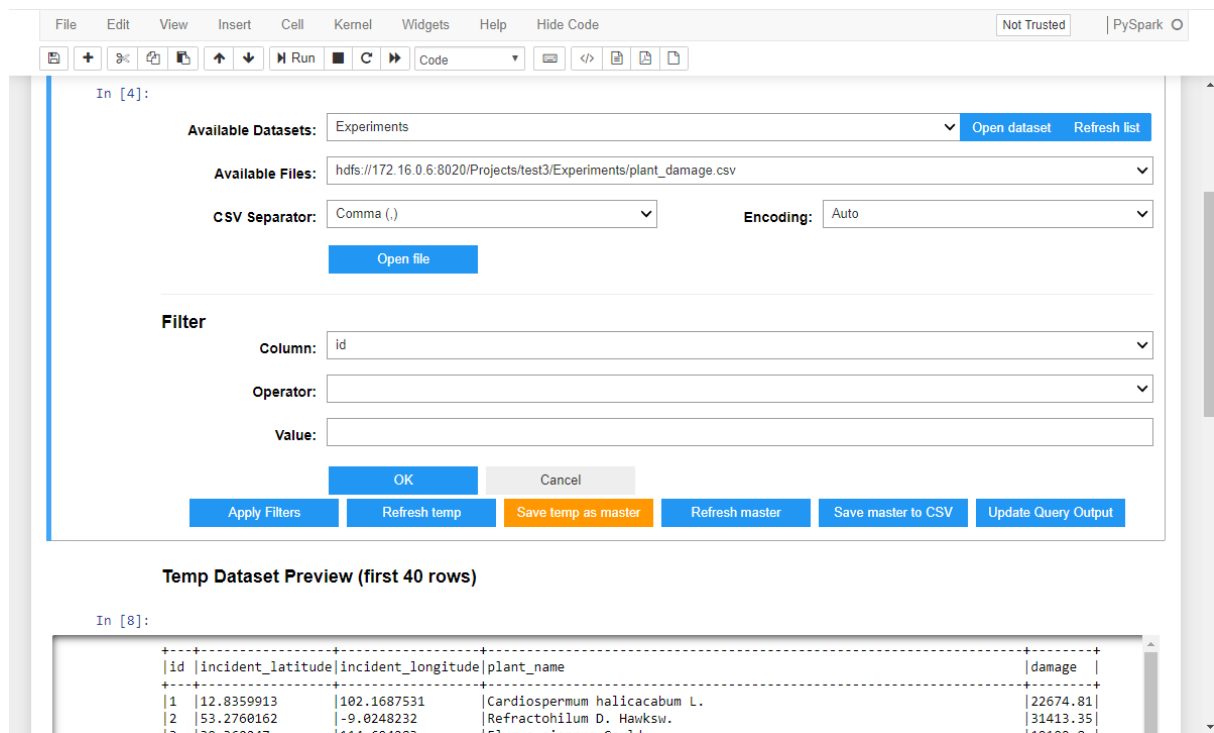 File Edit View Insert Cell Kernel Widgets Help Hide Code Not Trusted PySpark
Run Code
In [4]:
Available Datasets: Experiments Open dataset Refresh list
Available Files: hdfs://172.16.0.6:8020/Projects/test3/Experiments/plant_damage.csv
CSV Separator: Comma (,) Encoding: Auto
Open file
Filter
Column: id
Operator:
Value:
OK Cancel
Apply Filters Refresh temp Save temp as master Refresh master Save master to CSV Update Query Output
Temp Dataset Preview (first 40 rows)
In [8]:
|id |incident_latitude|incident_longitude|plant_name |damage |
|1 |12.8359913 |102.1687531 |Cardiospermum halicacabum L. |22674.81|
|2 |53.2760162 |-9.0248232 |Refractohilum D. Hawksw. |31413.35|